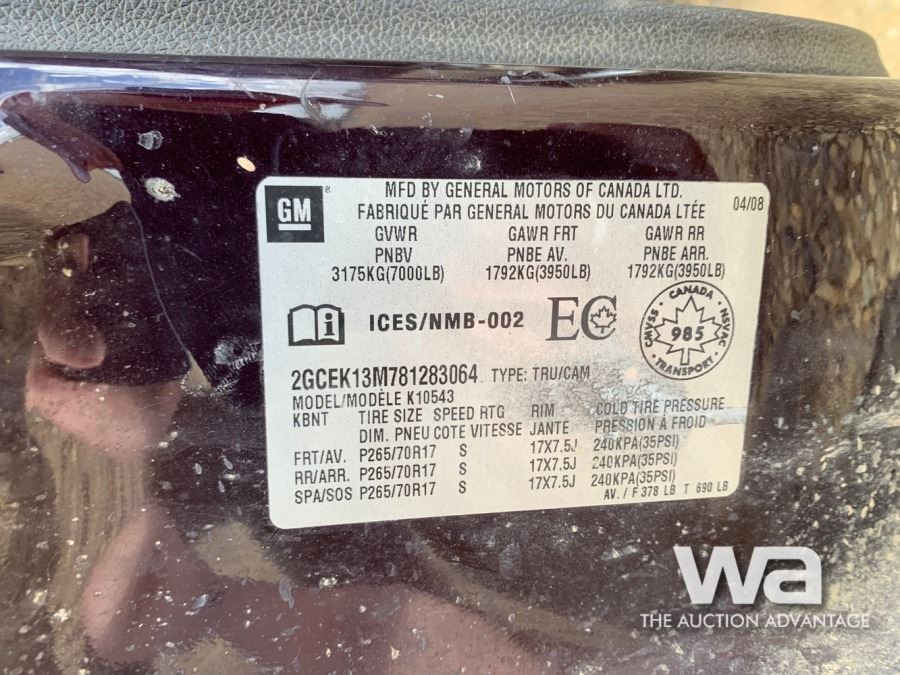 GM
MFD BY GENERAL MOTORS OF CANADA LTD.
FABRIQUÉ PAR GENERAL MOTORS DU CANADA LTÉE
04/08
GVWR GAWR FRT GAWR RR
PNBV PNBE AV. PNBE ARR.
3175KG(7000LB) 1792KG(3950LB) 1792KG(3950LB)
ICES/NMB-002 EC
CANADA
CMVSS 985 NSVAC
TRANSPORT
2GCEK13M781283064 TYPE: TRU/CAM
MODEL/MODÈLE K10543
KBNT TIRE SIZE SPEED RTG RIM COLD TIRE PRESSURE
DIM. PNEU COTE VITESSE JANTE PRESSION À FROID
FRT/AV. P265/70R17 S 17X7.5J 240KPA(35PSI)
RR/ARR. P265/70R17 S 17X7.5J 240KPA(35PSI)
SPA/SOS P265/70R17 S 17X7.5J 240KPA(35PSI)
AV. / F 378 LB T 690 LB
wa
THE AUCTION ADVANTAGE